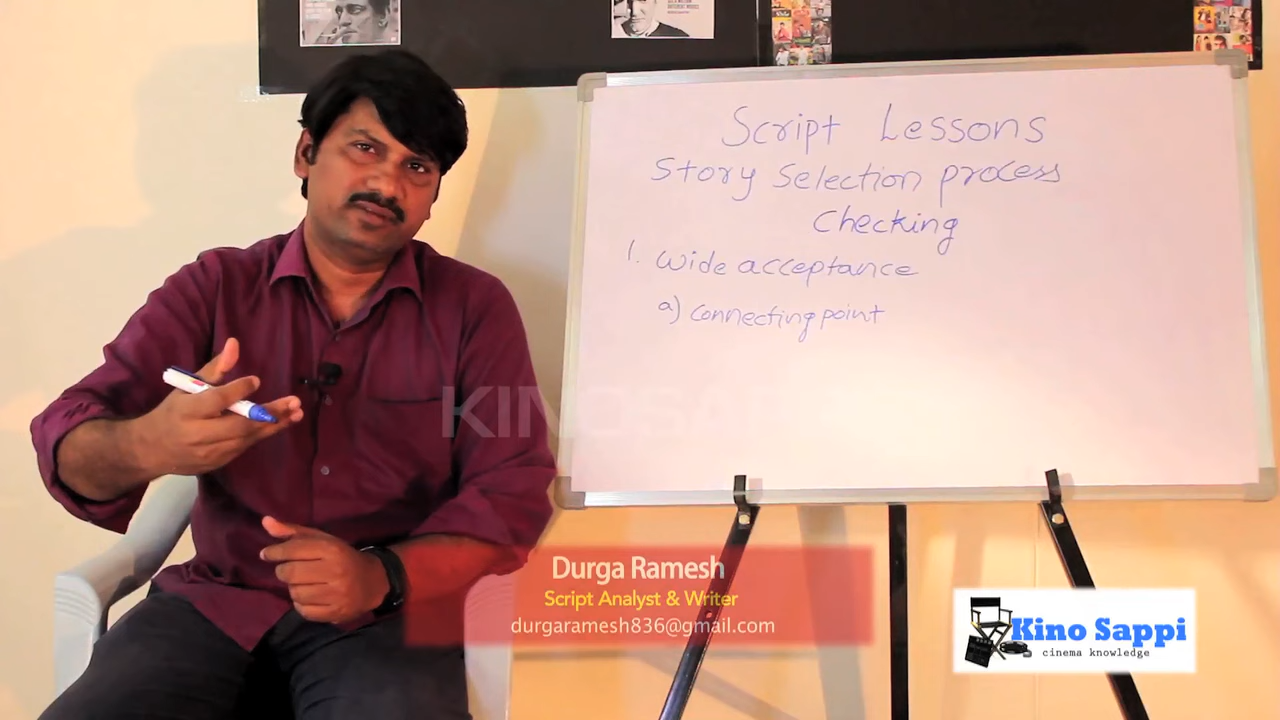 Script Lessons
Story Selection process
Checking
1. Wide acceptance
a) Connecting point
KINOSA
Durga Ramesh
Script Analyst & Writer
durgaramesh836@gmail.com
Kino Sappi
cinema knowledge